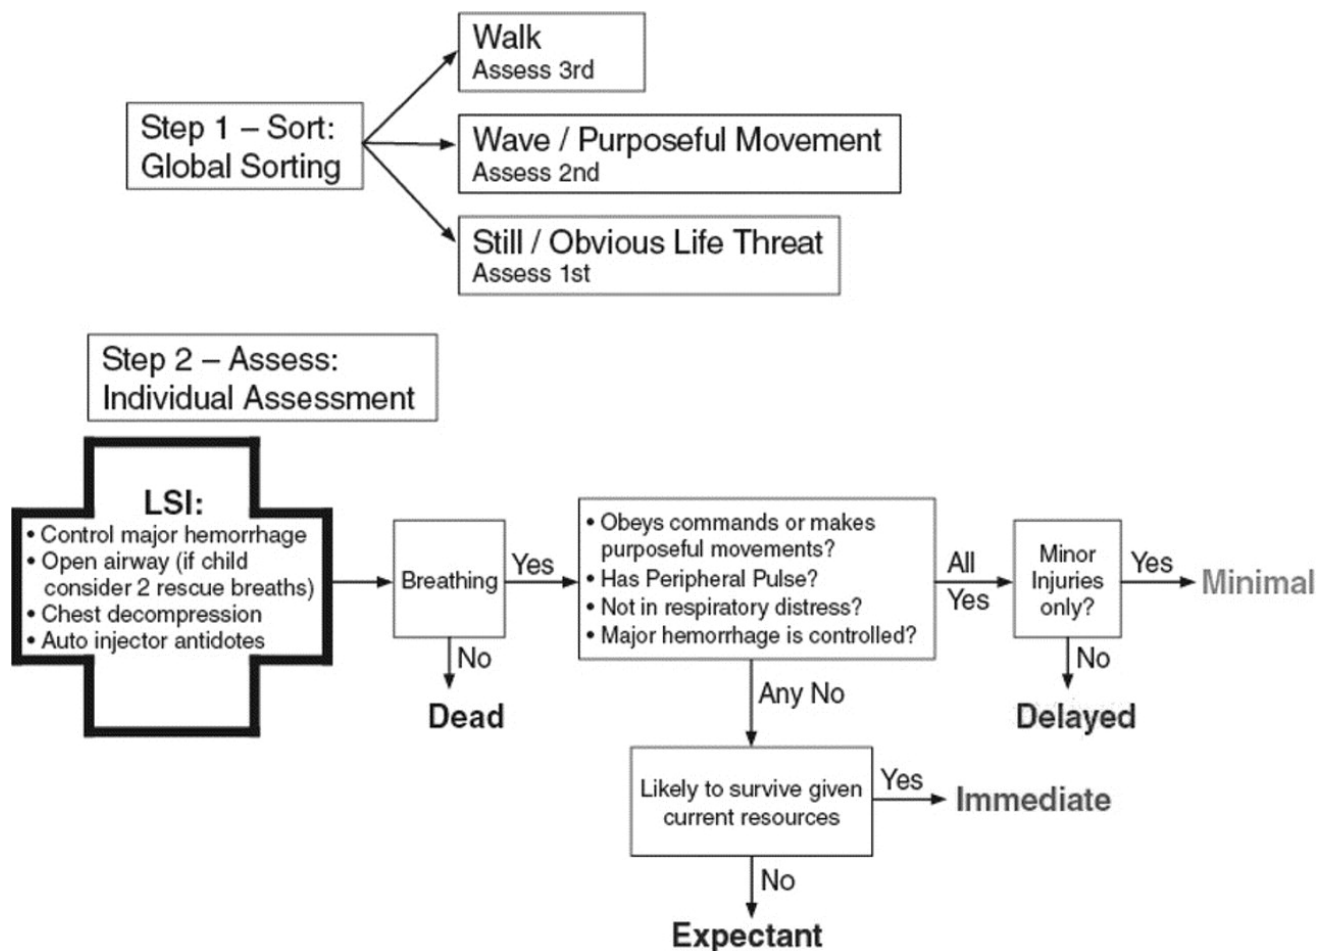 Walk
Assess 3rd
Step 1 – Sort:
Global Sorting
Wave / Purposeful Movement
Assess 2nd
Still / Obvious Life Threat
Assess 1st
Step 2 – Assess:
Individual Assessment
LSI:
• Control major hemorrhage
• Open airway (if child
consider 2 rescue breaths)
• Chest decompression
• Auto injector antidotes
Breathing
Yes
No
Dead
• Obeys commands or makes
purposeful movements?
• Has Peripheral Pulse?
• Not in respiratory distress?
• Major hemorrhage is controlled?
All
Yes
Minor
Injuries
only?
Yes
Minimal
No
Delayed
Any No
Likely to survive given
current resources
Yes
Immediate
No
Expectant